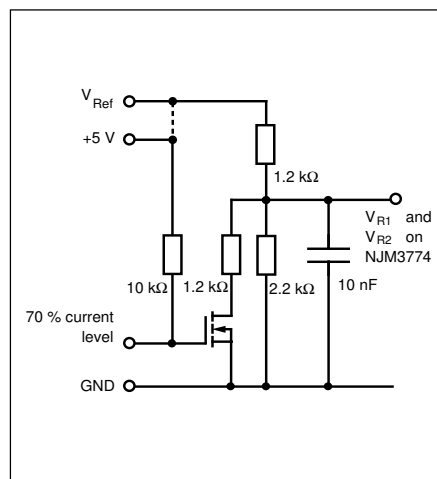 V Ref
+5 V
1.2 kΩ
V R1 and
V R2 on
NJM3774
10 kΩ
1.2 kΩ
2.2 kΩ
10 nF
70 % current
level
GND